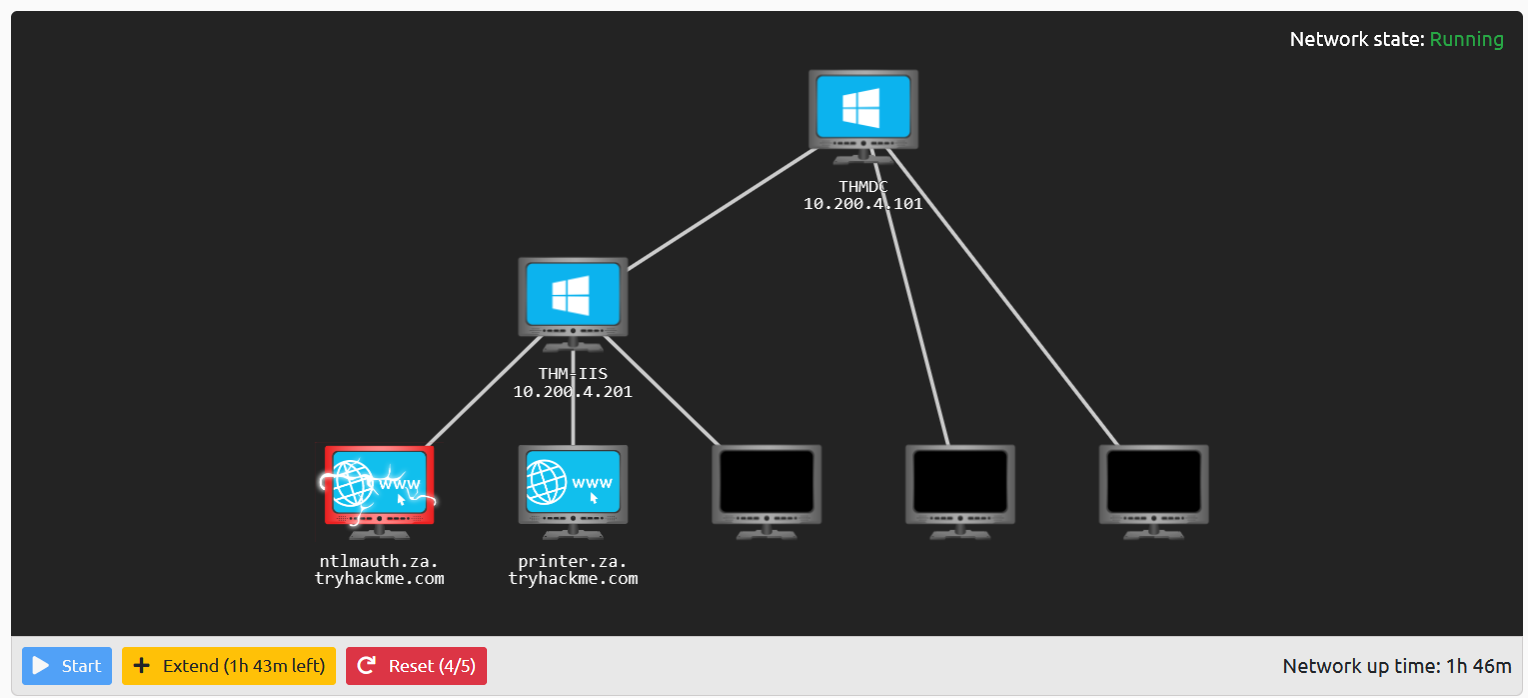 Network state: Running
THMDC
10.200.4.101
THM-IIS
10.200.4.201
www
www
ntlmauth.za.
tryhackme.com
printer.za.
tryhackme.com
Start
Extend (1h 43m left)
Reset (4/5)
Network up time: 1h 46m